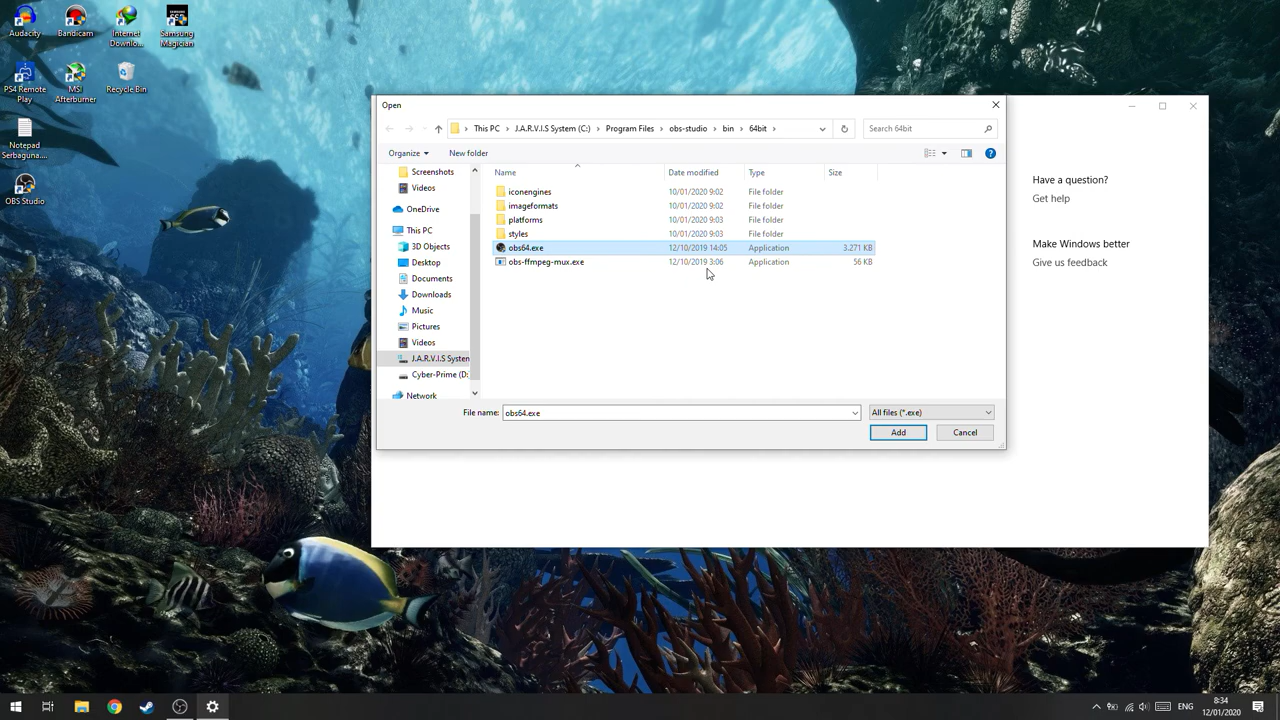 Audacity
Bandicam
Internet Downlo...
Samsung Magician
PS4 Remote Play
MSI Afterburner
Recycle Bin
Notepad Serbaguna....
OBS Studio
Open
This PC > J.A.R.V.I.S System (C:) > Program Files > obs-studio > bin > 64bit >
Search 64bit
Organize
New folder
Name
Date modified
Type
Size
Screenshots
Videos
OneDrive
This PC
3D Objects
Desktop
Documents
Downloads
Music
Pictures
Videos
J.A.R.V.I.S System
Cyber-Prime (D:
Network
iconengines 10/01/2020 9:02 File folder
imageformats 10/01/2020 9:02 File folder
platforms 10/01/2020 9:03 File folder
styles 10/01/2020 9:03 File folder
obs64.exe 12/10/2019 14:05 Application 3.271 KB
obs-ffmpeg-mux.exe 12/10/2019 3:06 Application 56 KB
File name: obs64.exe
All files (*.exe)
Add
Cancel
Have a question?
Get help
Make Windows better
Give us feedback
ENG
8:34
12/01/2020